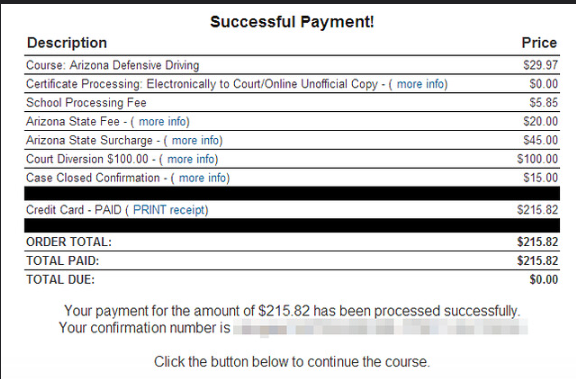 Successful Payment!
Description Price
Course: Arizona Defensive Driving $29.97
Certificate Processing: Electronically to Court/Online Unofficial Copy - ( more info) $0.00
School Processing Fee $5.85
Arizona State Fee - ( more info) $20.00
Arizona State Surcharge - ( more info) $45.00
Court Diversion $100.00 - ( more info) $100.00
Case Closed Confirmation - ( more info) $15.00
Credit Card - PAID ( PRINT receipt) $215.82
ORDER TOTAL: $215.82
TOTAL PAID: $215.82
TOTAL DUE: $0.00
Your payment for the amount of $215.82 has been processed successfully.
Your confirmation number is
Click the button below to continue the course.